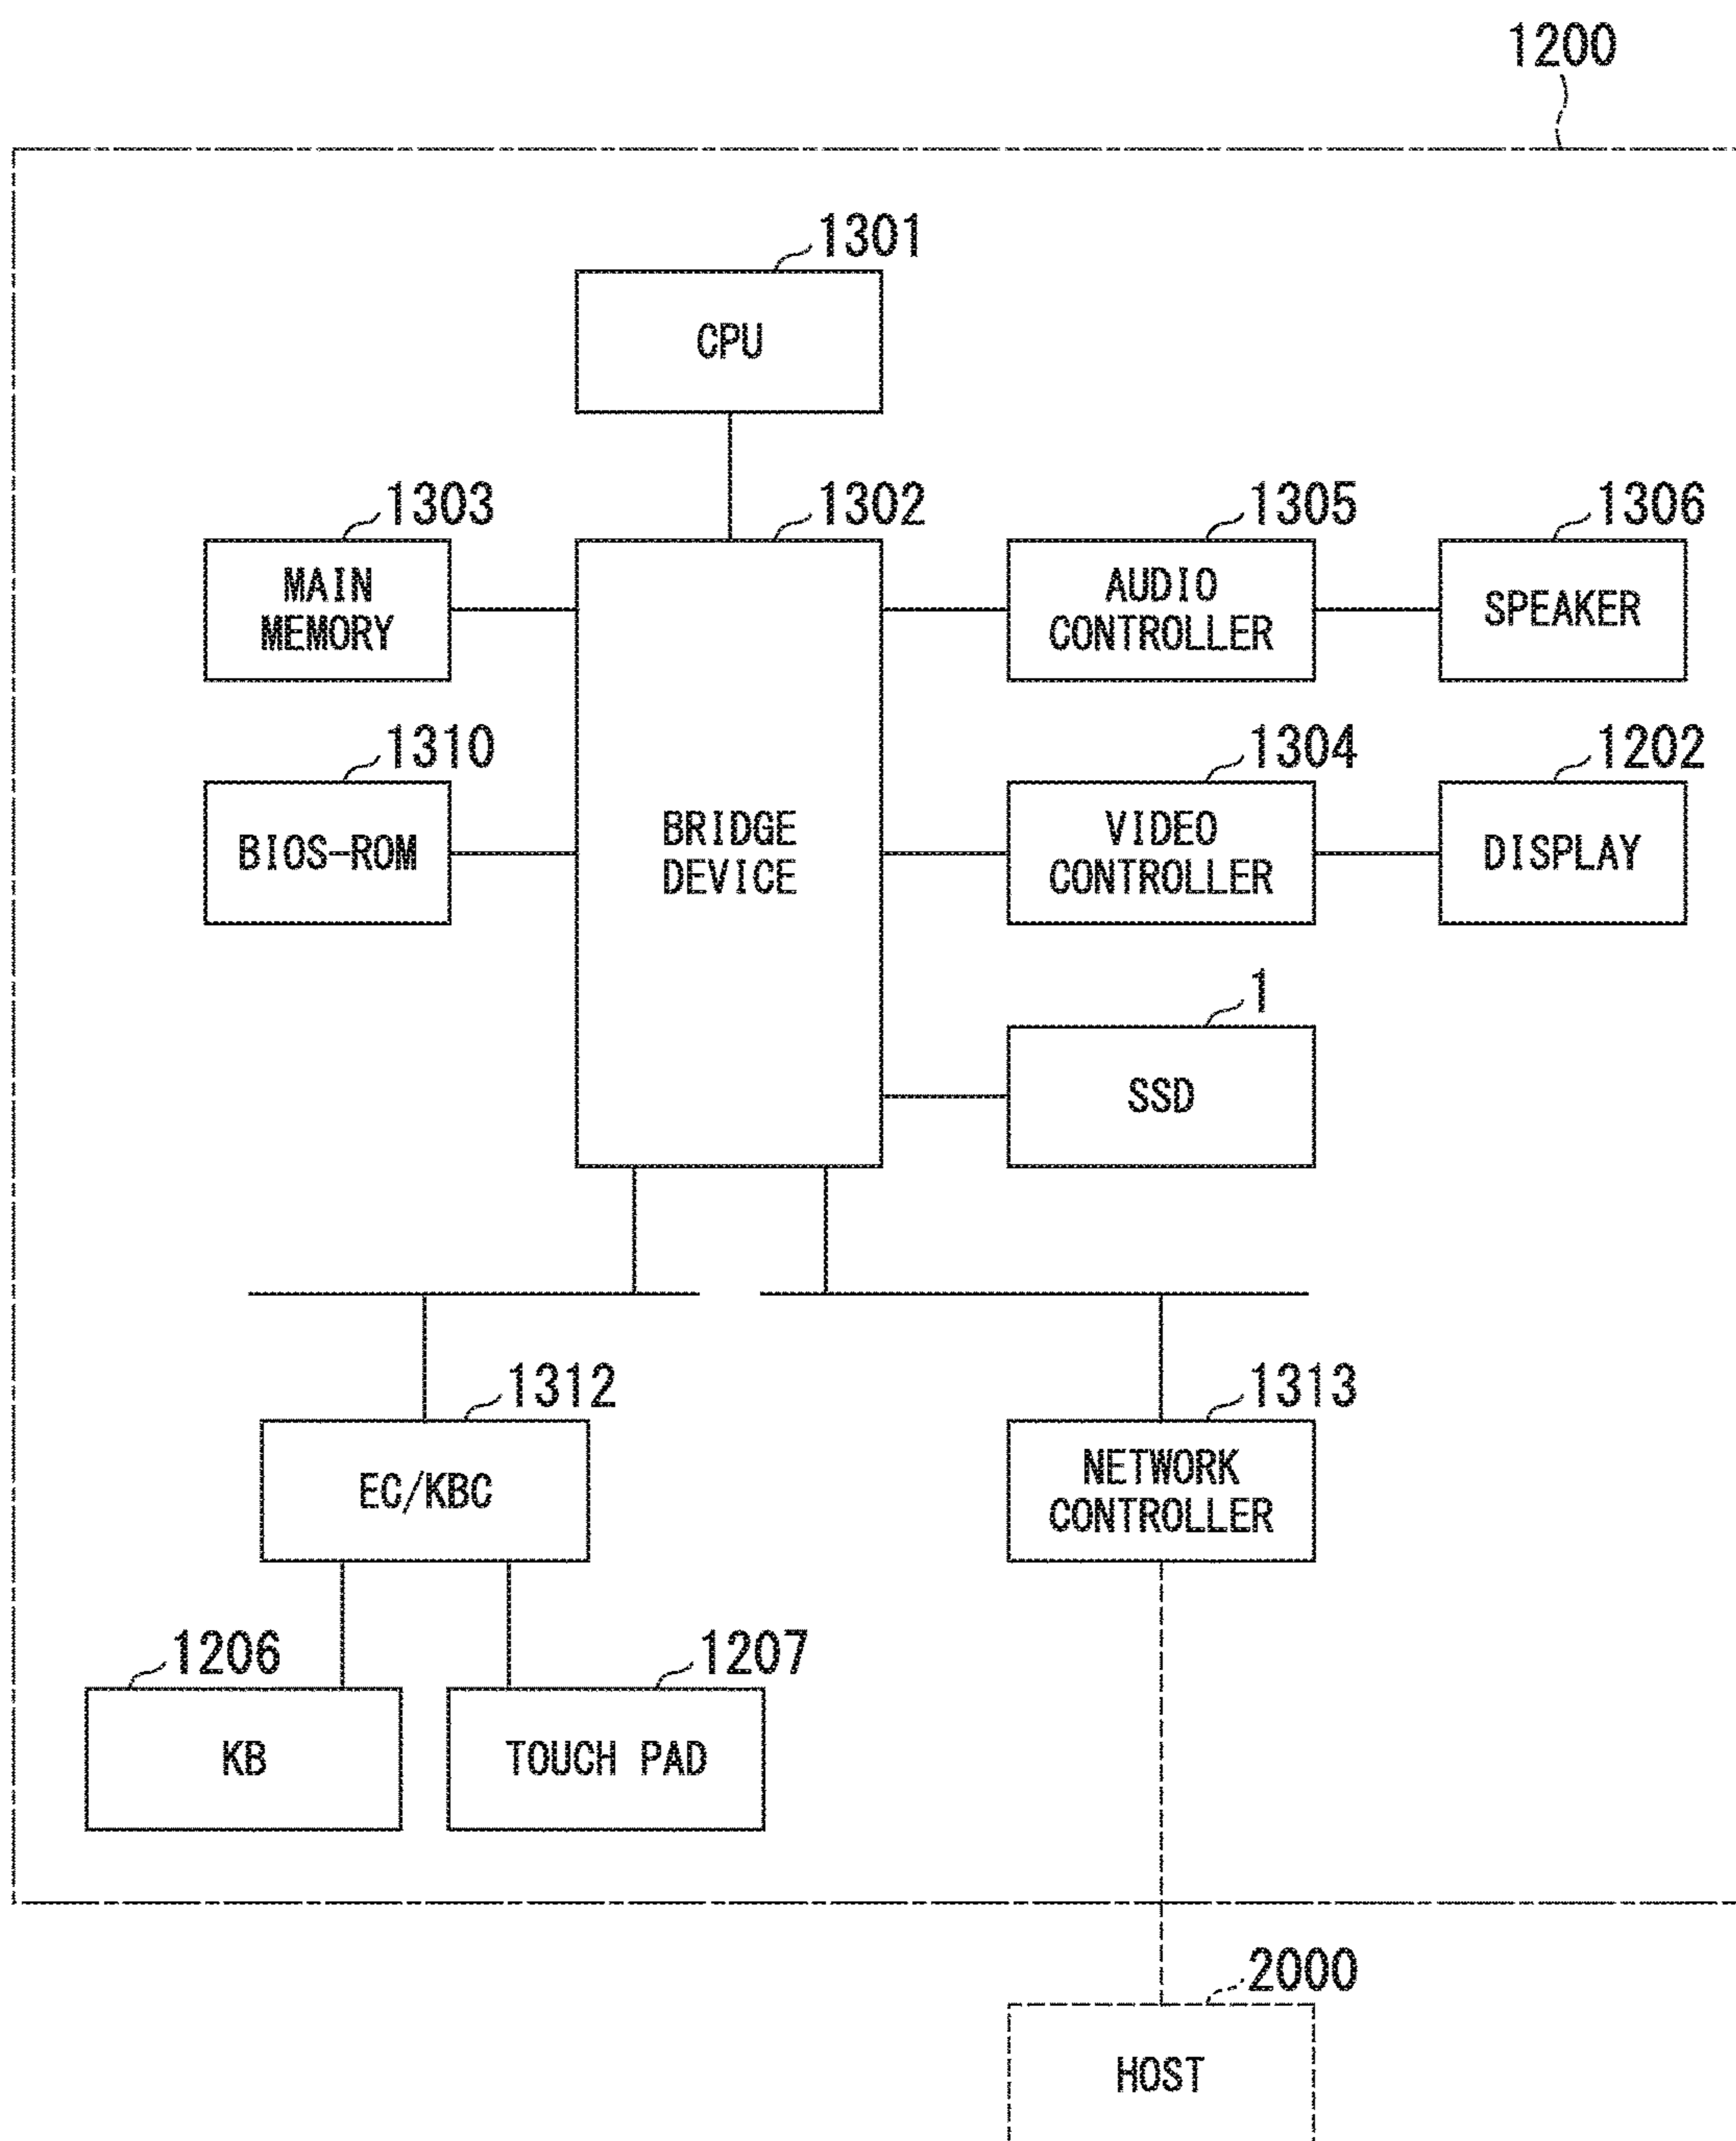 1200
1301
CPU
1303
1302
1305
1306
MAIN
MEMORY
AUDIO
CONTROLLER
SPEAKER
1310
1304
1202
BIOS-ROM
BRIDGE
DEVICE
VIDEO
CONTROLLER
DISPLAY
1
SSD
1312
1313
EC/KBC
NETWORK
CONTROLLER
1206
1207
KB
TOUCH PAD
2000
HOST